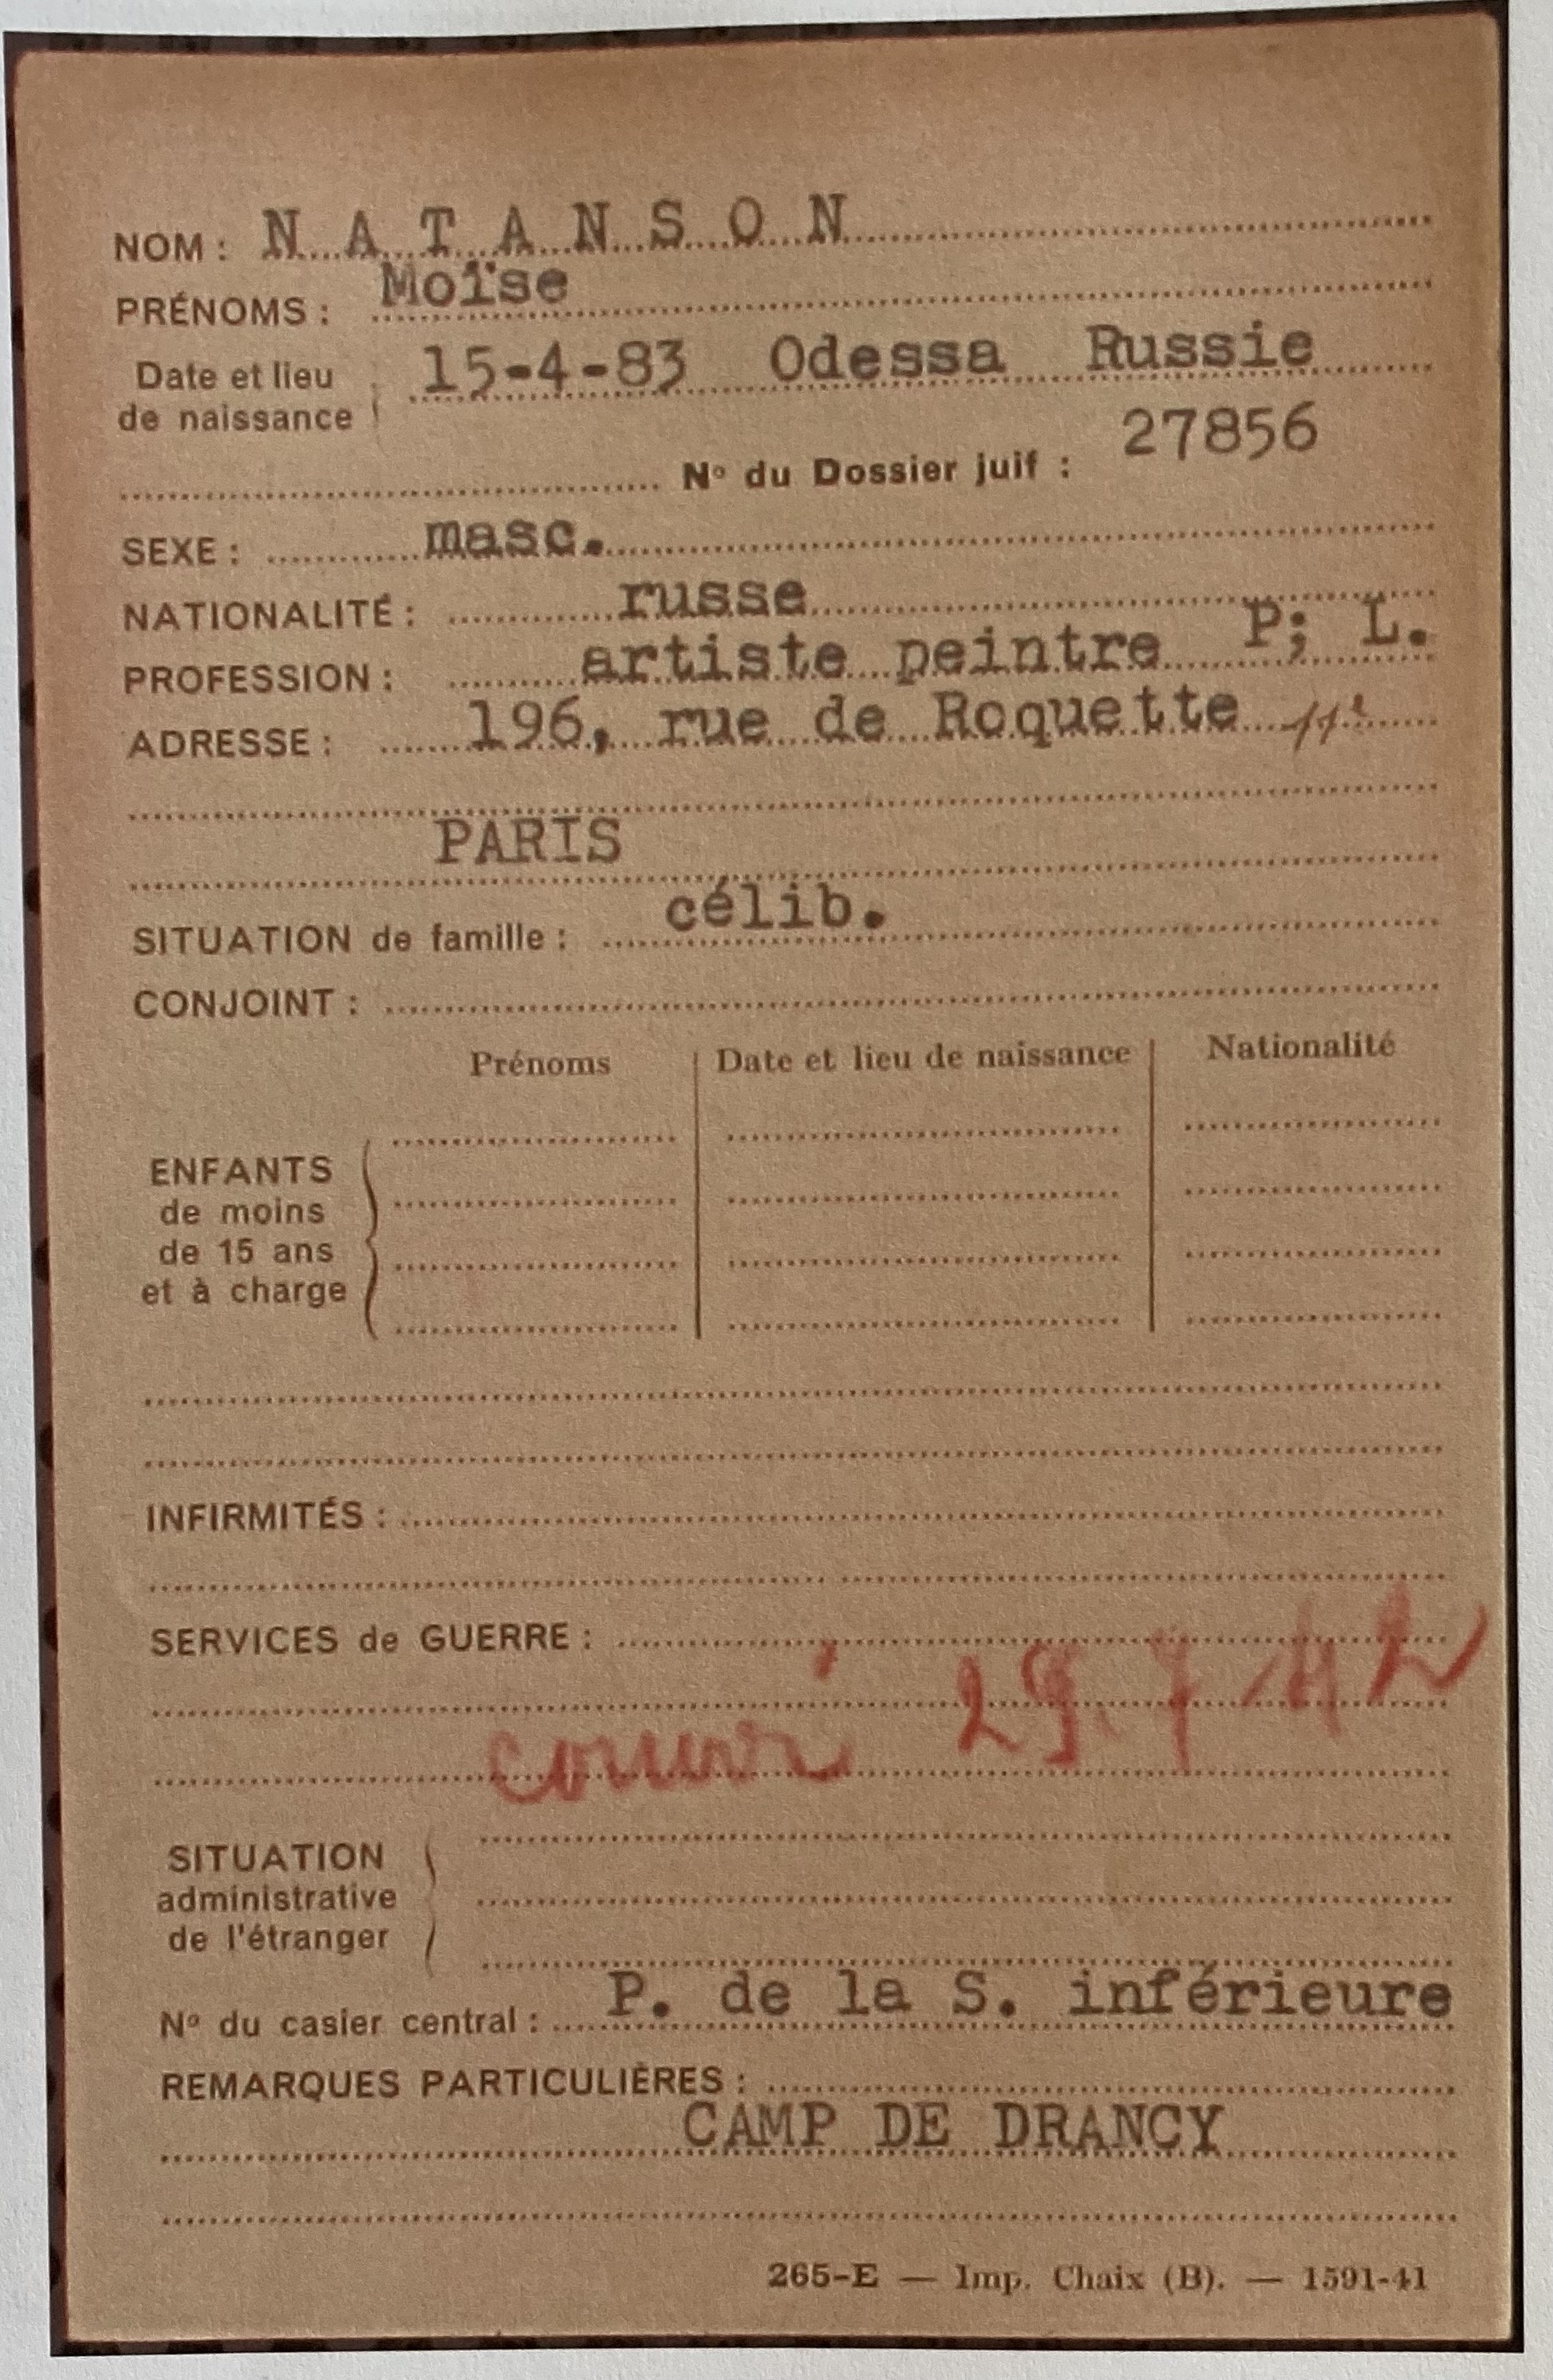 NOM : NATANSON
PRÉNOMS : Moïse
Date et lieu de naissance 15-4-83 Odessa Russie
N° du Dossier juif : 27856
SEXE : masc.
NATIONALITÉ : russe
PROFESSION : artiste peintre P; L.
ADRESSE : 196, rue de Roquette 11e
PARIS
SITUATION de famille : célib.
CONJOINT :
Prénoms Date et lieu de naissance Nationalité
ENFANTS
de moins
de 15 ans
et à charge
INFIRMITÉS :
SERVICES de GUERRE :
29.7.42
SITUATION
administrative
de l'étranger
N° du casier central : P. de la S. inférieure
REMARQUES PARTICULIÈRES :
CAMP DE DRANCY
265-E — Imp. Chaix (B). — 1591-41